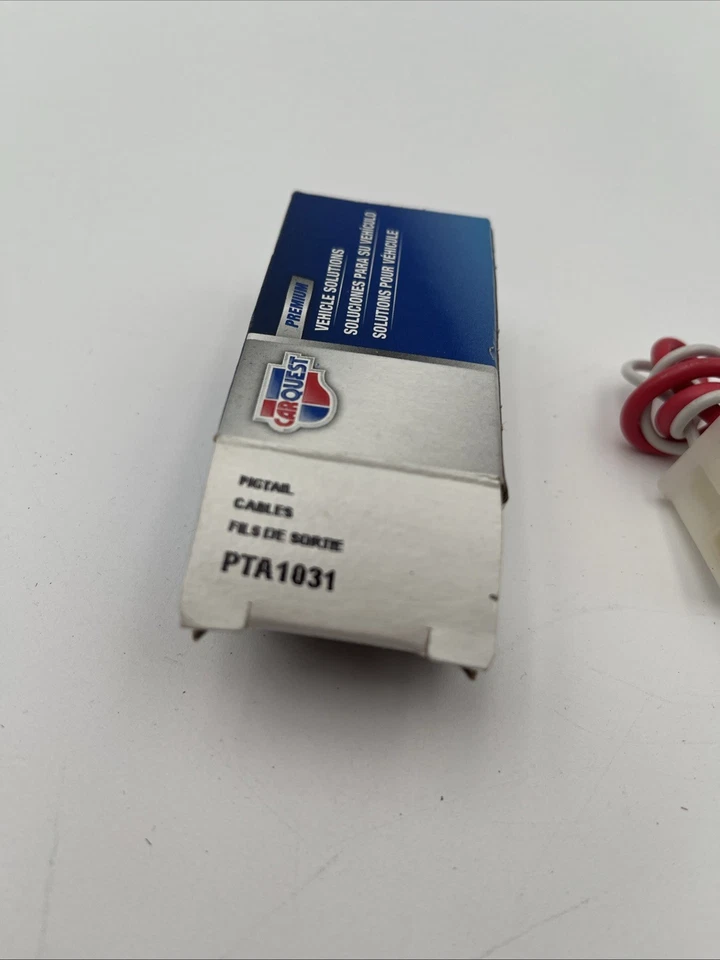 PREMIUM
VEHICLE SOLUTIONS
SOLUCIONES PARA SU VEHÍCULO
SOLUTIONS POUR VÉHICULE
CARQUEST
PIGTAIL
CABLES
FILS DE SORTIE
PTA1031